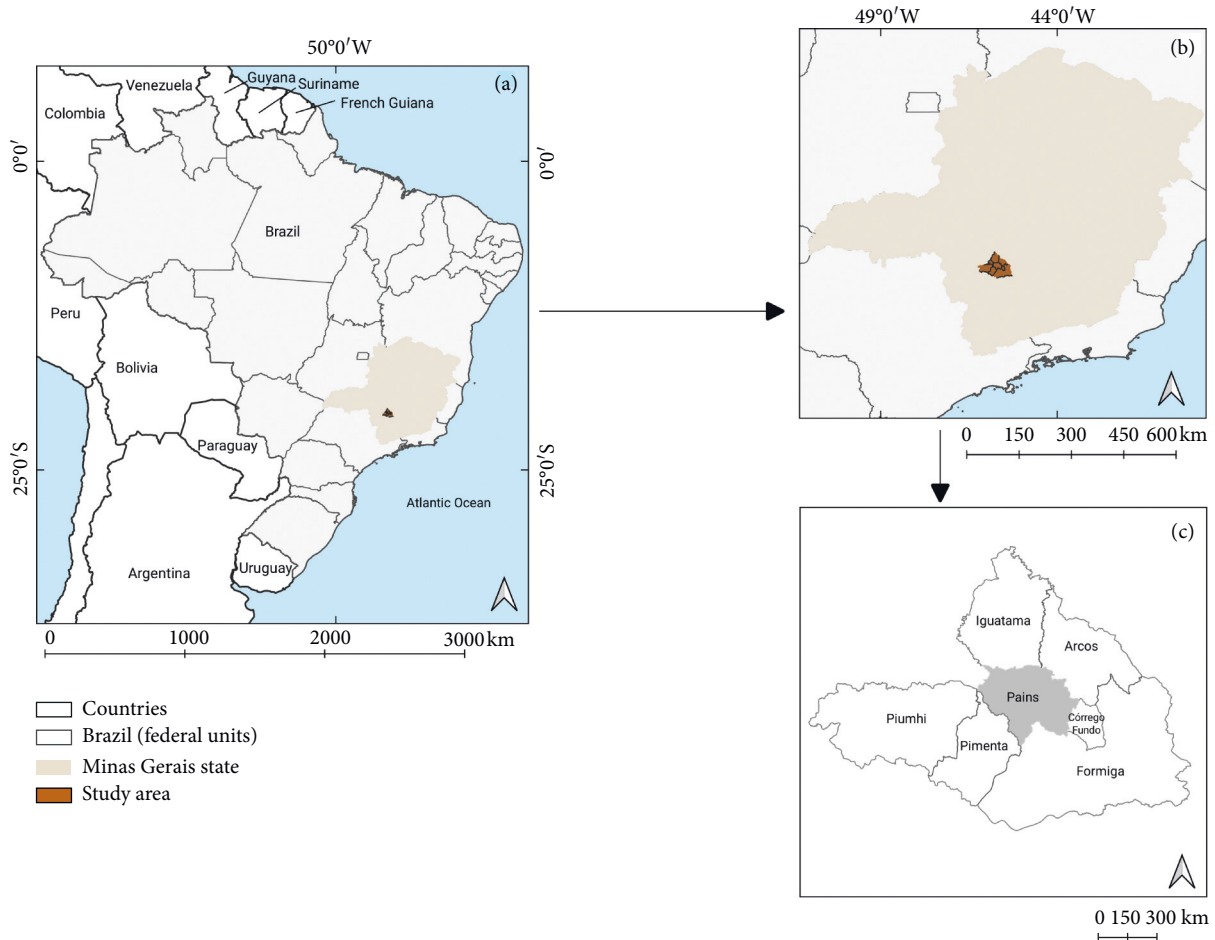 50°0′W
(a)
Venezuela
Guyana
Suriname
French Guiana
Colombia
0°0′
0°0′
Brazil
Peru
Bolivia
Paraguay
25°0′S
25°0′S
Atlantic Ocean
Argentina
Uruguay
0 1000 2000 3000 km
Countries
Brazil (federal units)
Minas Gerais state
Study area
49°0′W 44°0′W
(b)
0 150 300 450 600 km
(c)
Iguatama
Arcos
Pains
Piumhi
Córrego
Fundo
Pimenta
Formiga
0 150 300 km